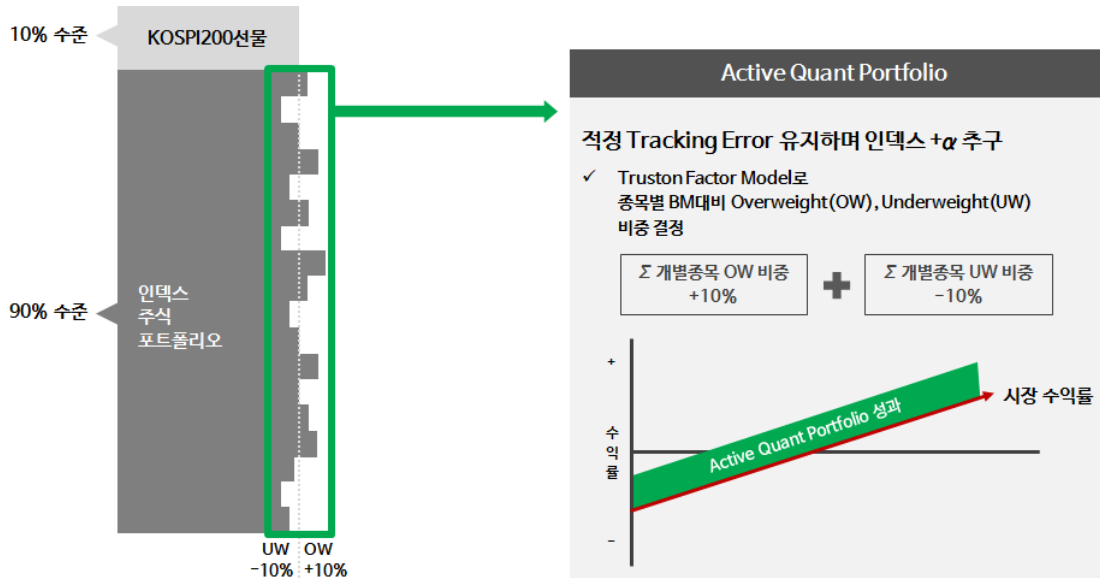 10% 수준
KOSPI200선물
90% 수준
인덱스
주식
포트폴리오
UW
-10%
OW
+10%
Active Quant Portfolio
적정 Tracking Error 유지하며 인덱스 +α 추구
✓ Truston Factor Model로
종목별 BM대비 Overweight(OW), Underweight(UW)
비중 결정
Σ 개별종목 OW 비중
+10%
+
Σ 개별종목 UW 비중
-10%
+
수
익
률
-
Active Quant Portfolio 성과
시장 수익률